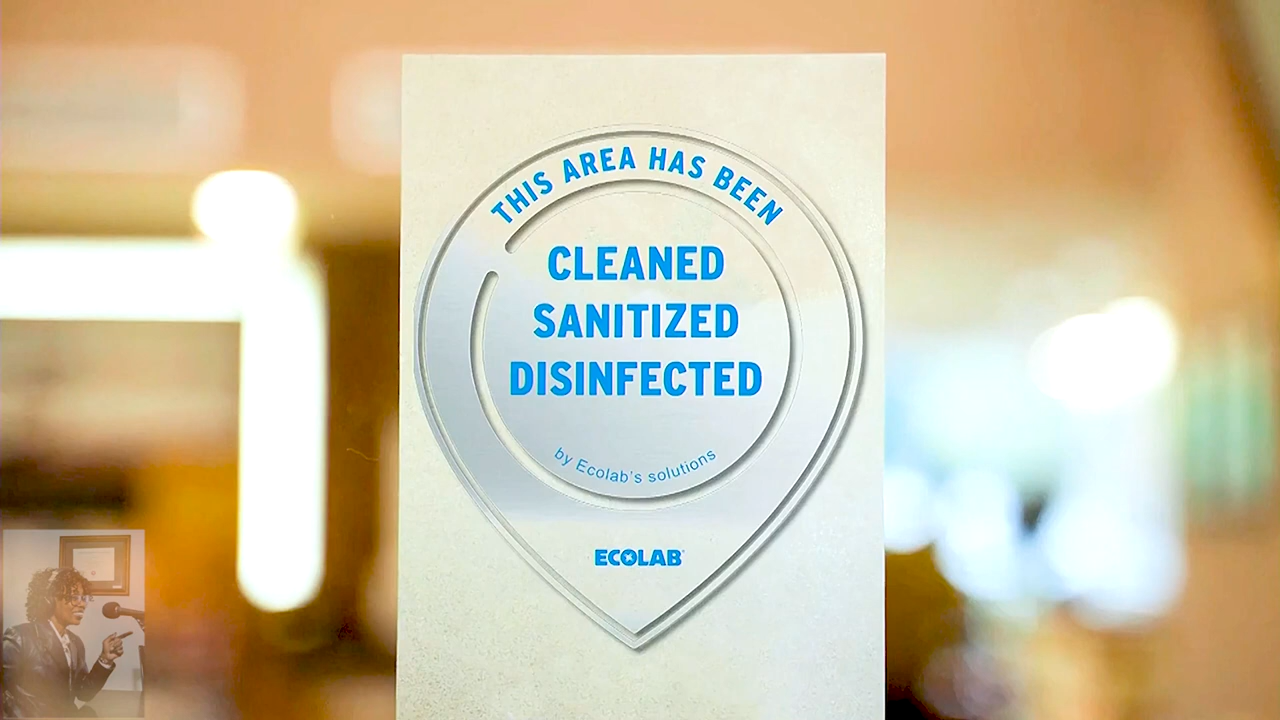 THIS AREA HAS BEEN
CLEANED
SANITIZED
DISINFECTED
by Ecolab's solutions
ECOLAB